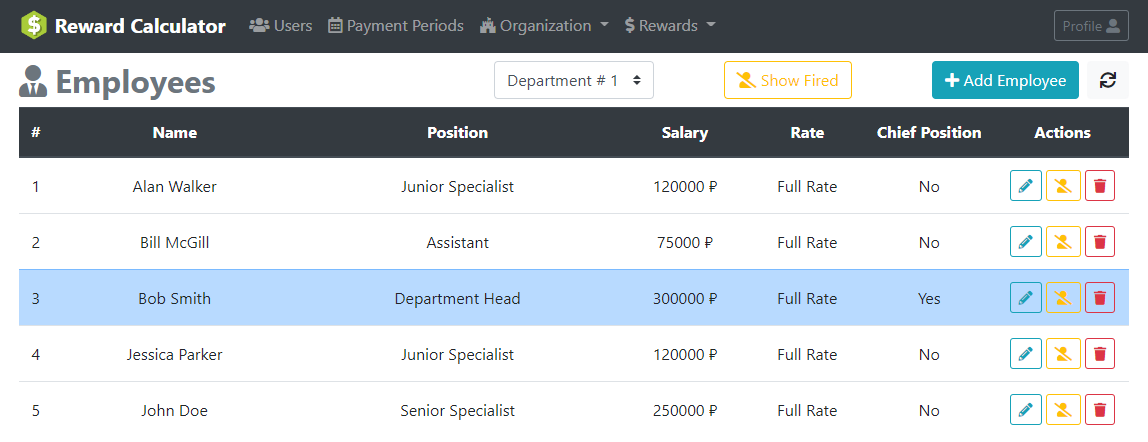 Reward Calculator Users Payment Periods Organization Rewards Profile
Employees Department # 1 Show Fired Add Employee
# Name Position Salary Rate Chief Position Actions
1 Alan Walker Junior Specialist 120000 ₽ Full Rate No
2 Bill McGill Assistant 75000 ₽ Full Rate No
3 Bob Smith Department Head 300000 ₽ Full Rate Yes
4 Jessica Parker Junior Specialist 120000 ₽ Full Rate No
5 John Doe Senior Specialist 250000 ₽ Full Rate No